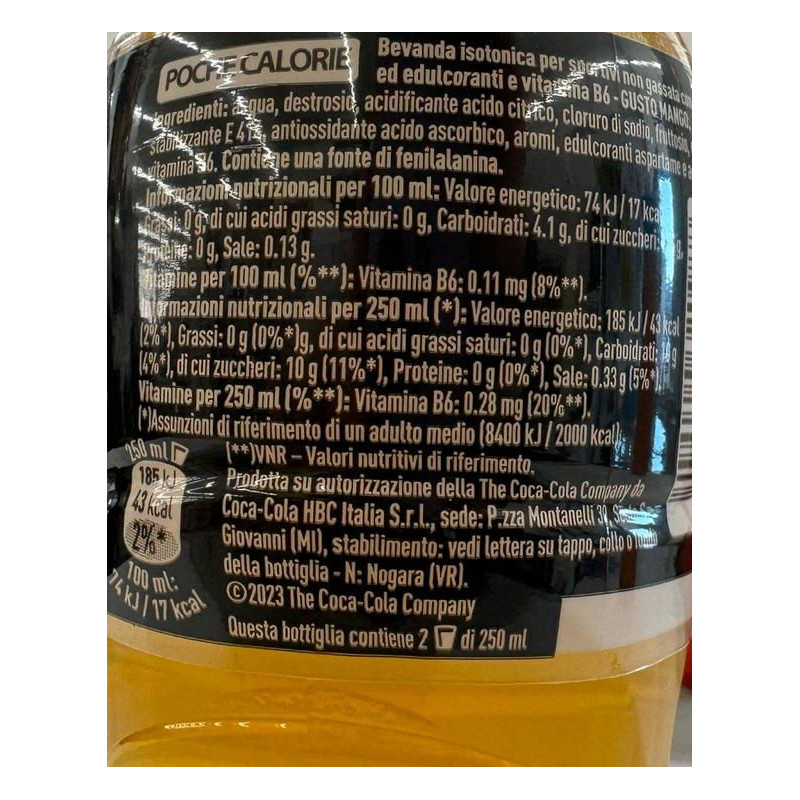 POCHE CALORIE
Bevanda isotonica per sportivi non gassata con
ed edulcoranti e vitamina B6 - GUSTO MANGO,
Ingredienti: acqua, destrosio, acidificante acido citrico, cloruro di sodio, fruttosio,
stabilizzante E 414, antiossidante acido ascorbico, aromi, edulcoranti aspartame e
vitamina B6. Contiene una fonte di fenilalanina.
Informazioni nutrizionali per 100 ml: Valore energetico: 74 kJ / 17 kcal
Grassi: 0 g, di cui acidi grassi saturi: 0 g, Carboidrati: 4.1 g, di cui zuccheri: g,
Proteine: 0 g, Sale: 0.13 g.
Vitamine per 100 ml (%**): Vitamina B6: 0.11 mg (8%**).
Informazioni nutrizionali per 250 ml (*): Valore energetico: 185 kJ / 43 kcal
(2%*), Grassi: 0 g (0%*)g, di cui acidi grassi saturi: 0 g (0%*), Carboidrati: g
(4%*), di cui zuccheri: 10 g (11%*), Proteine: 0 g (0%*), Sale: 0.33 g (5%*).
Vitamine per 250 ml (%**): Vitamina B6: 0.28 mg (20%**).
(*)Assunzioni di riferimento di un adulto medio (8400 kJ / 2000 kcal).
(**)VNR – Valori nutritivi di riferimento.
Prodotta su autorizzazione della The Coca-Cola Company da
Coca-Cola HBC Italia S.r.l., sede: P.zza Montanelli 30, Sesto S.
Giovanni (MI), stabilimento: vedi lettera su tappo, collo o fondo
della bottiglia - N: Nogara (VR).
©2023 The Coca-Cola Company
Questa bottiglia contiene 2 di 250 ml
250 ml
185 kJ
43 kcal
2%*
100 ml:
74 kJ / 17 kcal